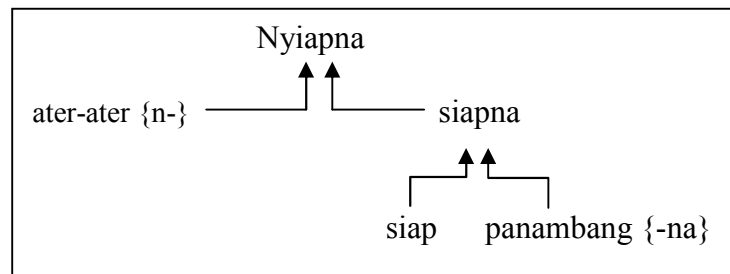 Nyiapna
ater-ater {n-} siapna
siap panambang {-na}